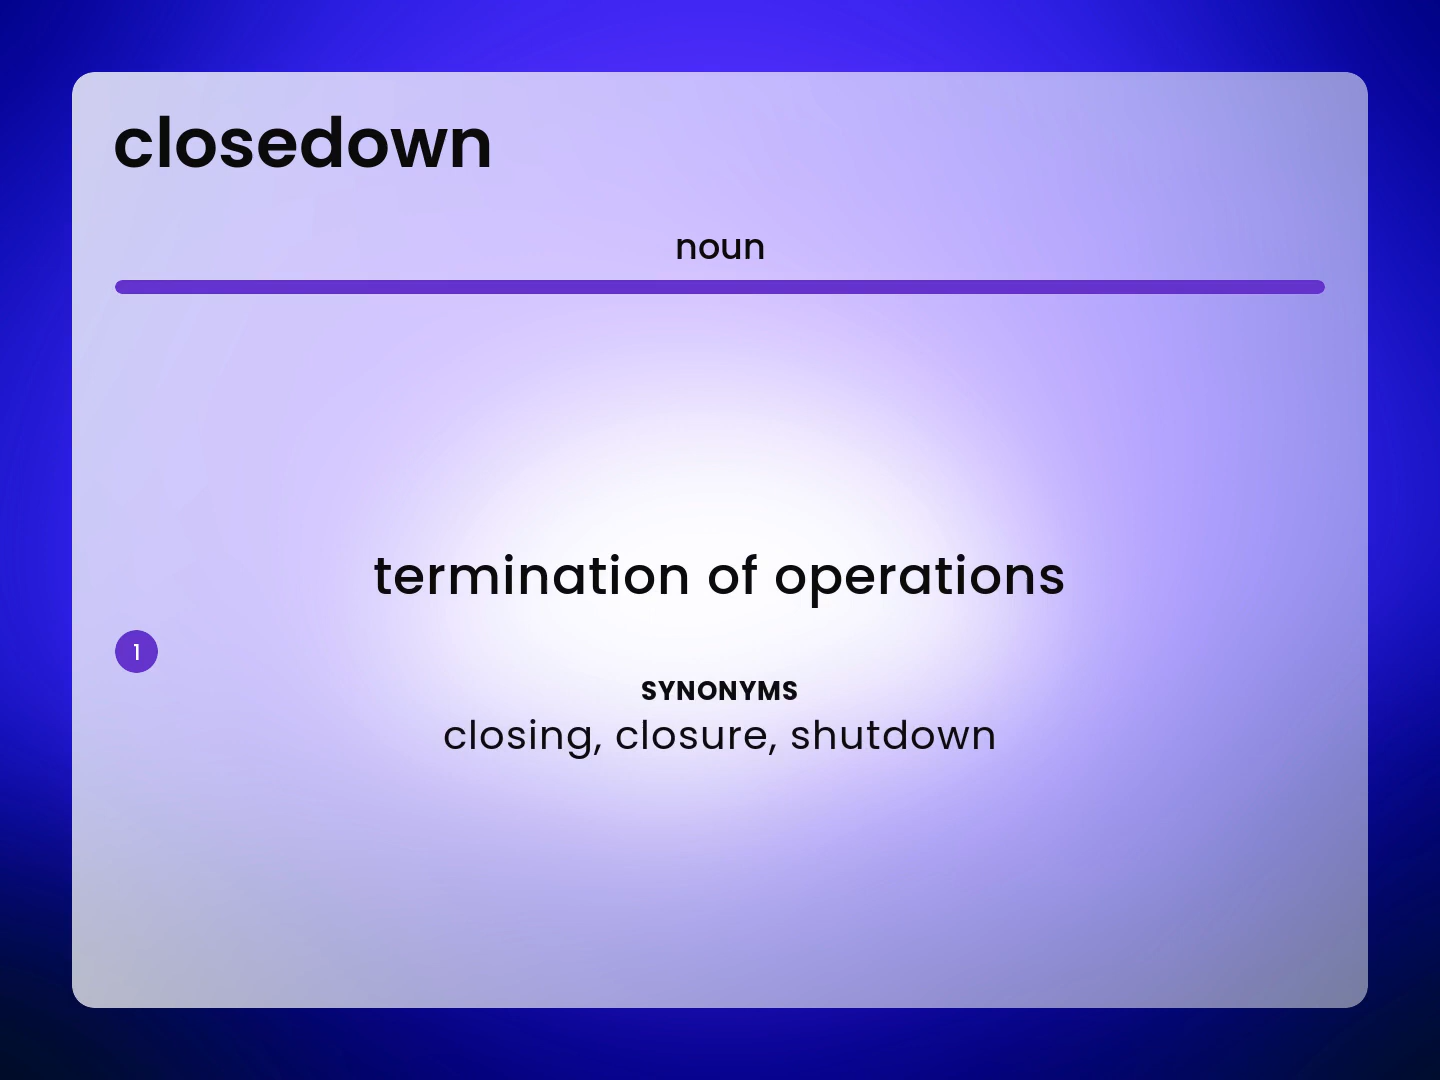 closedown
noun
termination of operations
1
SYNONYMS
closing, closure, shutdown